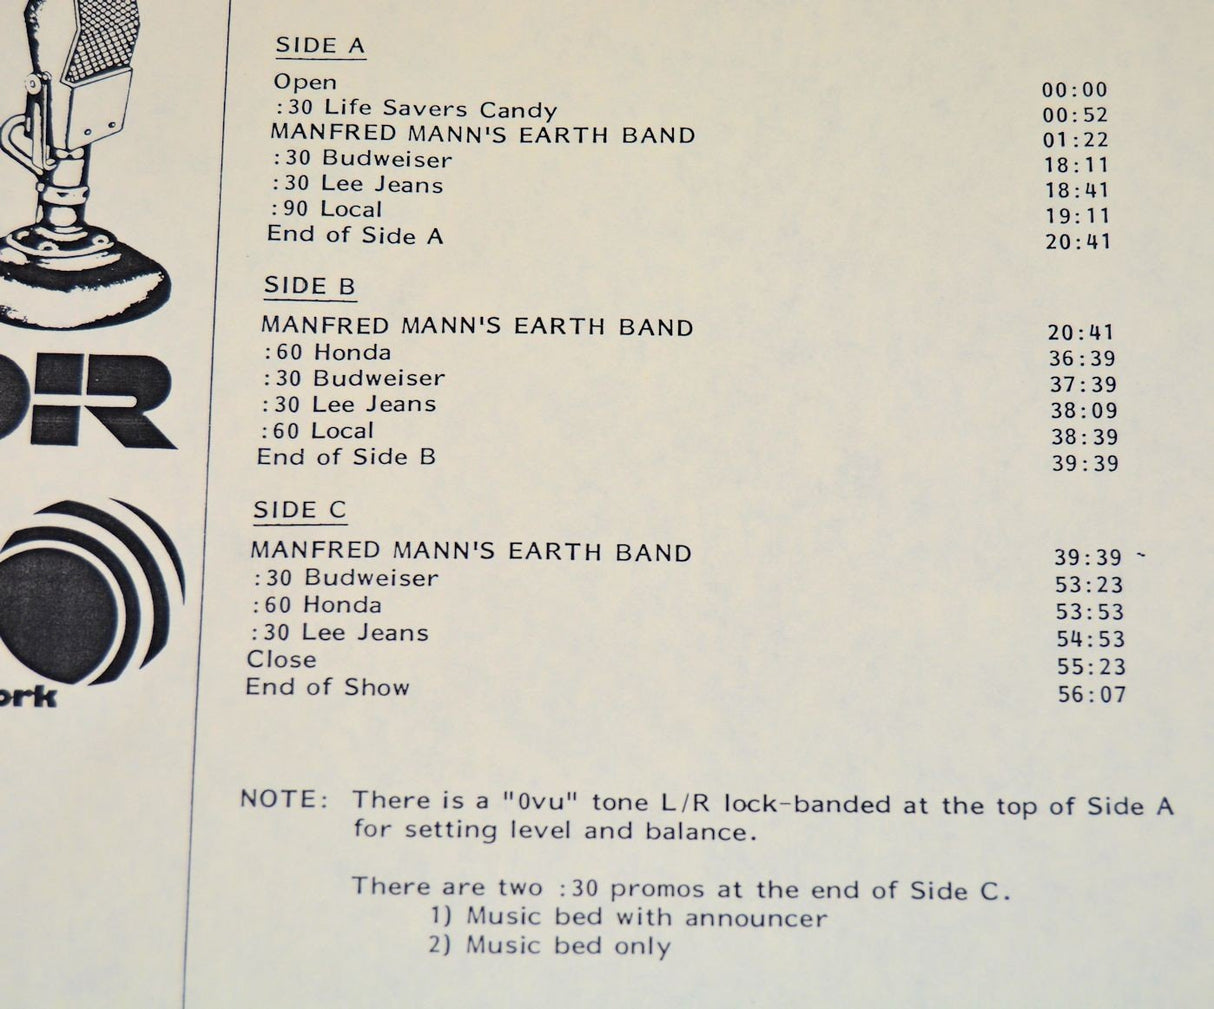 SIDE A
Open 00:00
:30 Life Savers Candy 00:52
MANFRED MANN'S EARTH BAND 01:22
:30 Budweiser 18:11
:30 Lee Jeans 18:41
:90 Local 19:11
End of Side A 20:41
SIDE B
MANFRED MANN'S EARTH BAND 20:41
:60 Honda 36:39
:30 Budweiser 37:39
:30 Lee Jeans 38:09
:60 Local 38:39
End of Side B 39:39
SIDE C
MANFRED MANN'S EARTH BAND 39:39
:30 Budweiser 53:23
:60 Honda 53:53
:30 Lee Jeans 54:53
Close 55:23
End of Show 56:07
NOTE: There is a "0vu" tone L/R lock-banded at the top of Side A
for setting level and balance.
There are two :30 promos at the end of Side C.
1) Music bed with announcer
2) Music bed only